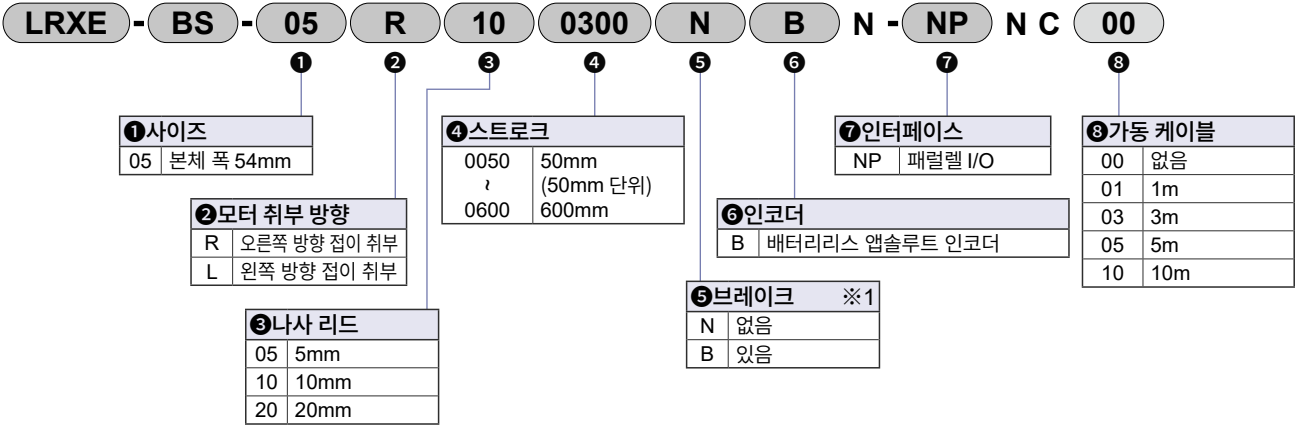 LRXE - BS - 05 R 10 0300 N B N - NP N C 00
❶ ❷ ❸ ❹ ❺ ❻ ❼ ❽
❶사이즈
05 본체 폭 54mm
❷모터 취부 방향
R 오른쪽 방향 접이 취부
L 왼쪽 방향 접이 취부
❸나사 리드
05 5mm
10 10mm
20 20mm
❹스트로크
0050 50mm
~ (50mm 단위)
0600 600mm
❺브레이크 ※1
N 없음
B 있음
❻인코더
B 배터리리스 앱솔루트 인코더
❼인터페이스
NP 패럴렐 I/O
❽가동 케이블
00 없음
01 1m
03 3m
05 5m
10 10m